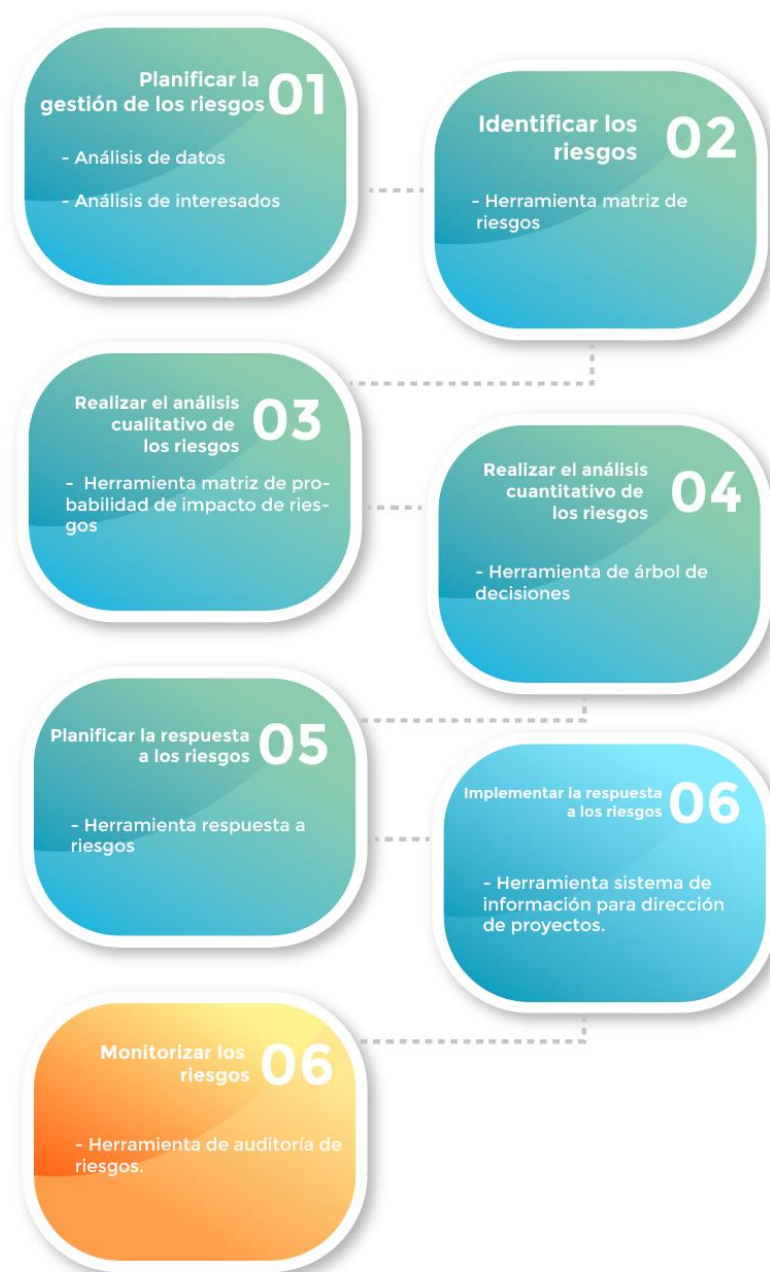 Planificar la
gestión de los riesgos
01
- Análisis de datos
- Análisis de interesados
Identificar los
riesgos
02
- Herramienta matriz de
riesgos
Realizar el análisis
cualitativo de
los riesgos
03
- Herramienta matriz de pro-
babilidad de impacto de ries-
gos
Realizar el análisis
cuantitativo de
los riesgos
04
- Herramienta de árbol de
decisiones
Planificar la respuesta
a los riesgos
05
- Herramienta respuesta a
riesgos
Implementar la respuesta
a los riesgos
06
- Herramienta sistema de
información para dirección
de proyectos.
Monitorizar los
riesgos
06
- Herramienta de auditoría de
riesgos.